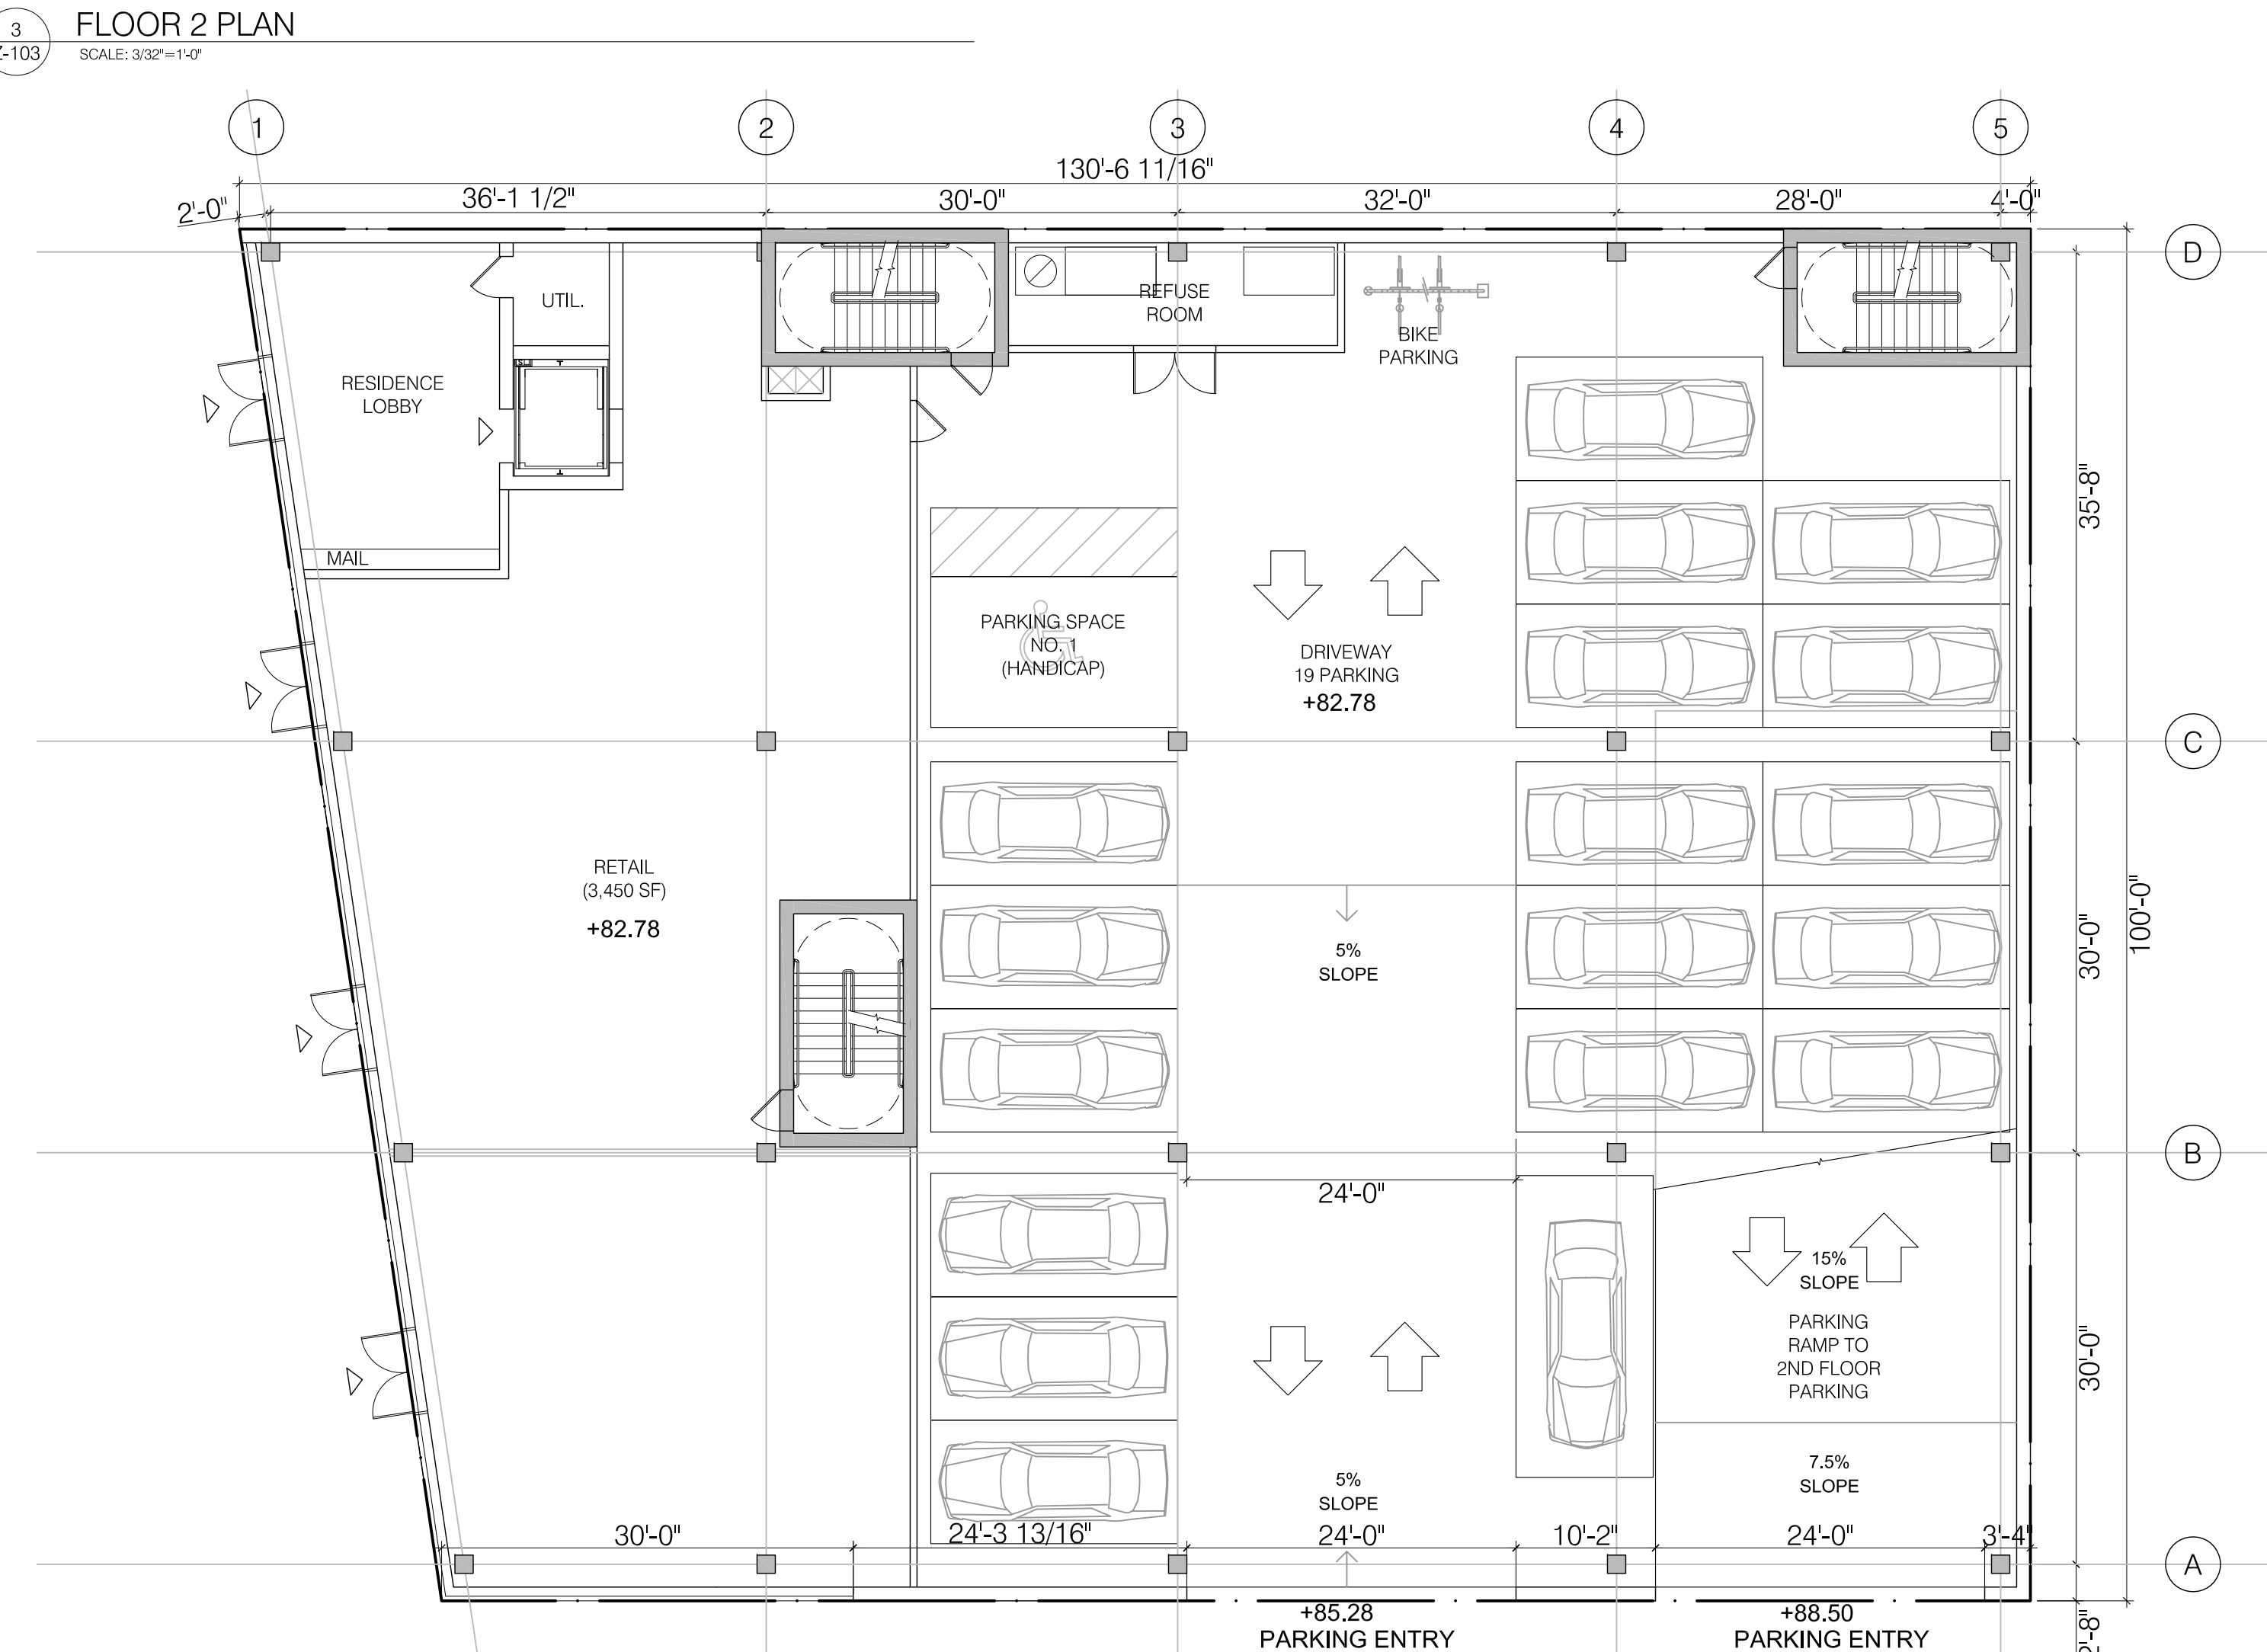 3
FLOOR 2 PLAN
Z-103
SCALE: 3/32"=1'-0"
1
2
3
4
5
130'-6 11/16"
2'-0"
36'-1 1/2"
30'-0"
32'-0"
28'-0"
4'-0"
D
UTIL.
REFUSE
ROOM
BIKE
PARKING
RESIDENCE
LOBBY
MAIL
35'-8"
PARKING SPACE
NO. 1
(HANDICAP)
DRIVEWAY
19 PARKING
+82.78
C
RETAIL
(3,450 SF)
+82.78
5%
SLOPE
30'-0"
100'-0"
B
24'-0"
15%
SLOPE
PARKING
RAMP TO
2ND FLOOR
PARKING
30'-0"
7.5%
SLOPE
5%
SLOPE
30'-0"
24'-3 13/16"
24'-0"
10'-2"
24'-0"
3'-4"
A
+85.28
PARKING ENTRY
+88.50
PARKING ENTRY
2'-8"